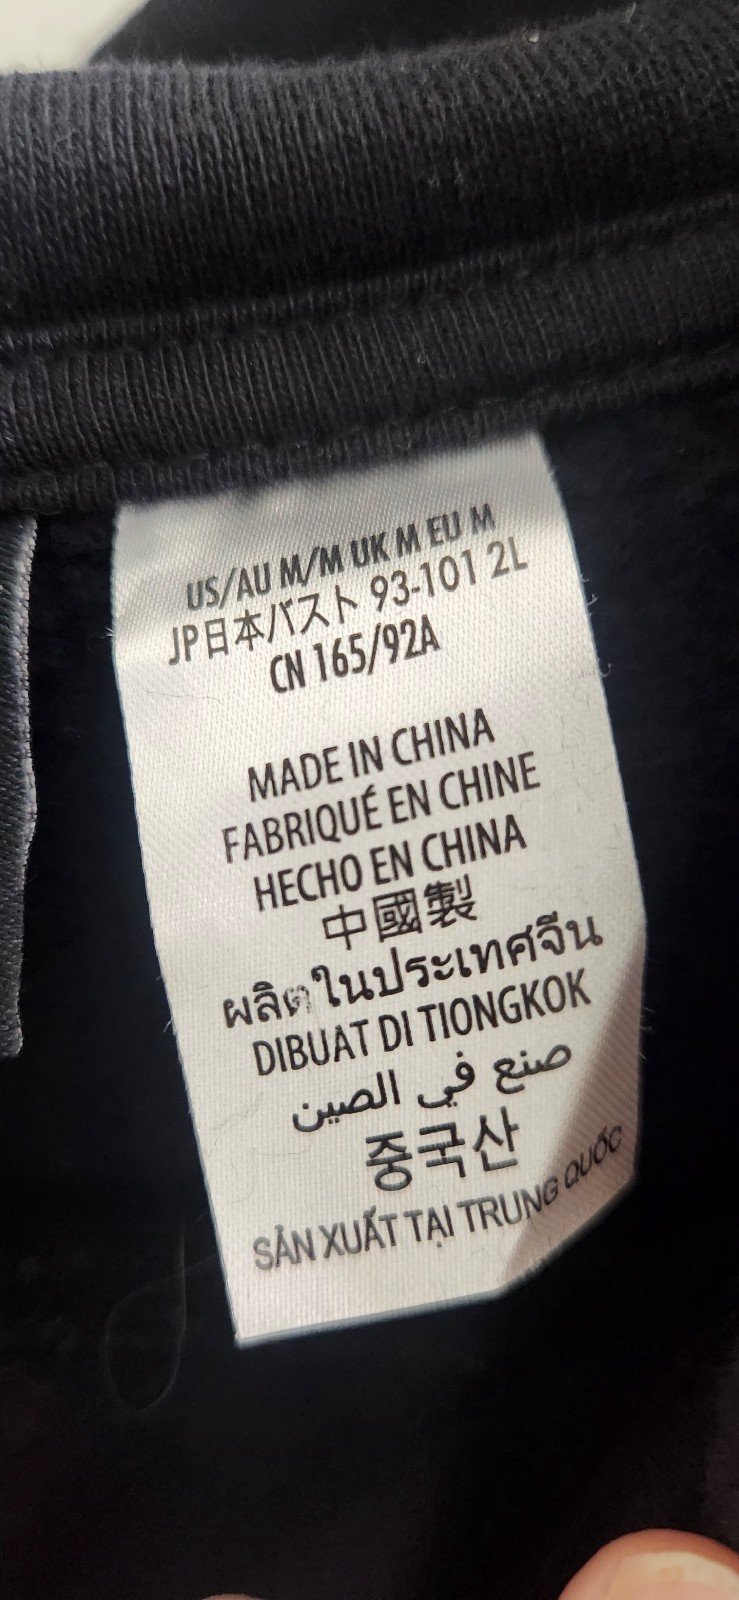 US/AU M/M UK M EU M
JP日本バスト 93-101 2L
CN 165/92A
MADE IN CHINA
FABRIQUÉ EN CHINE
HECHO EN CHINA
中國製
ผลิตในประเทศจีน
DIBUAT DI TIONGKOK
صنع في الصين
중국산
SẢN XUẤT TẠI TRUNG QUỐC